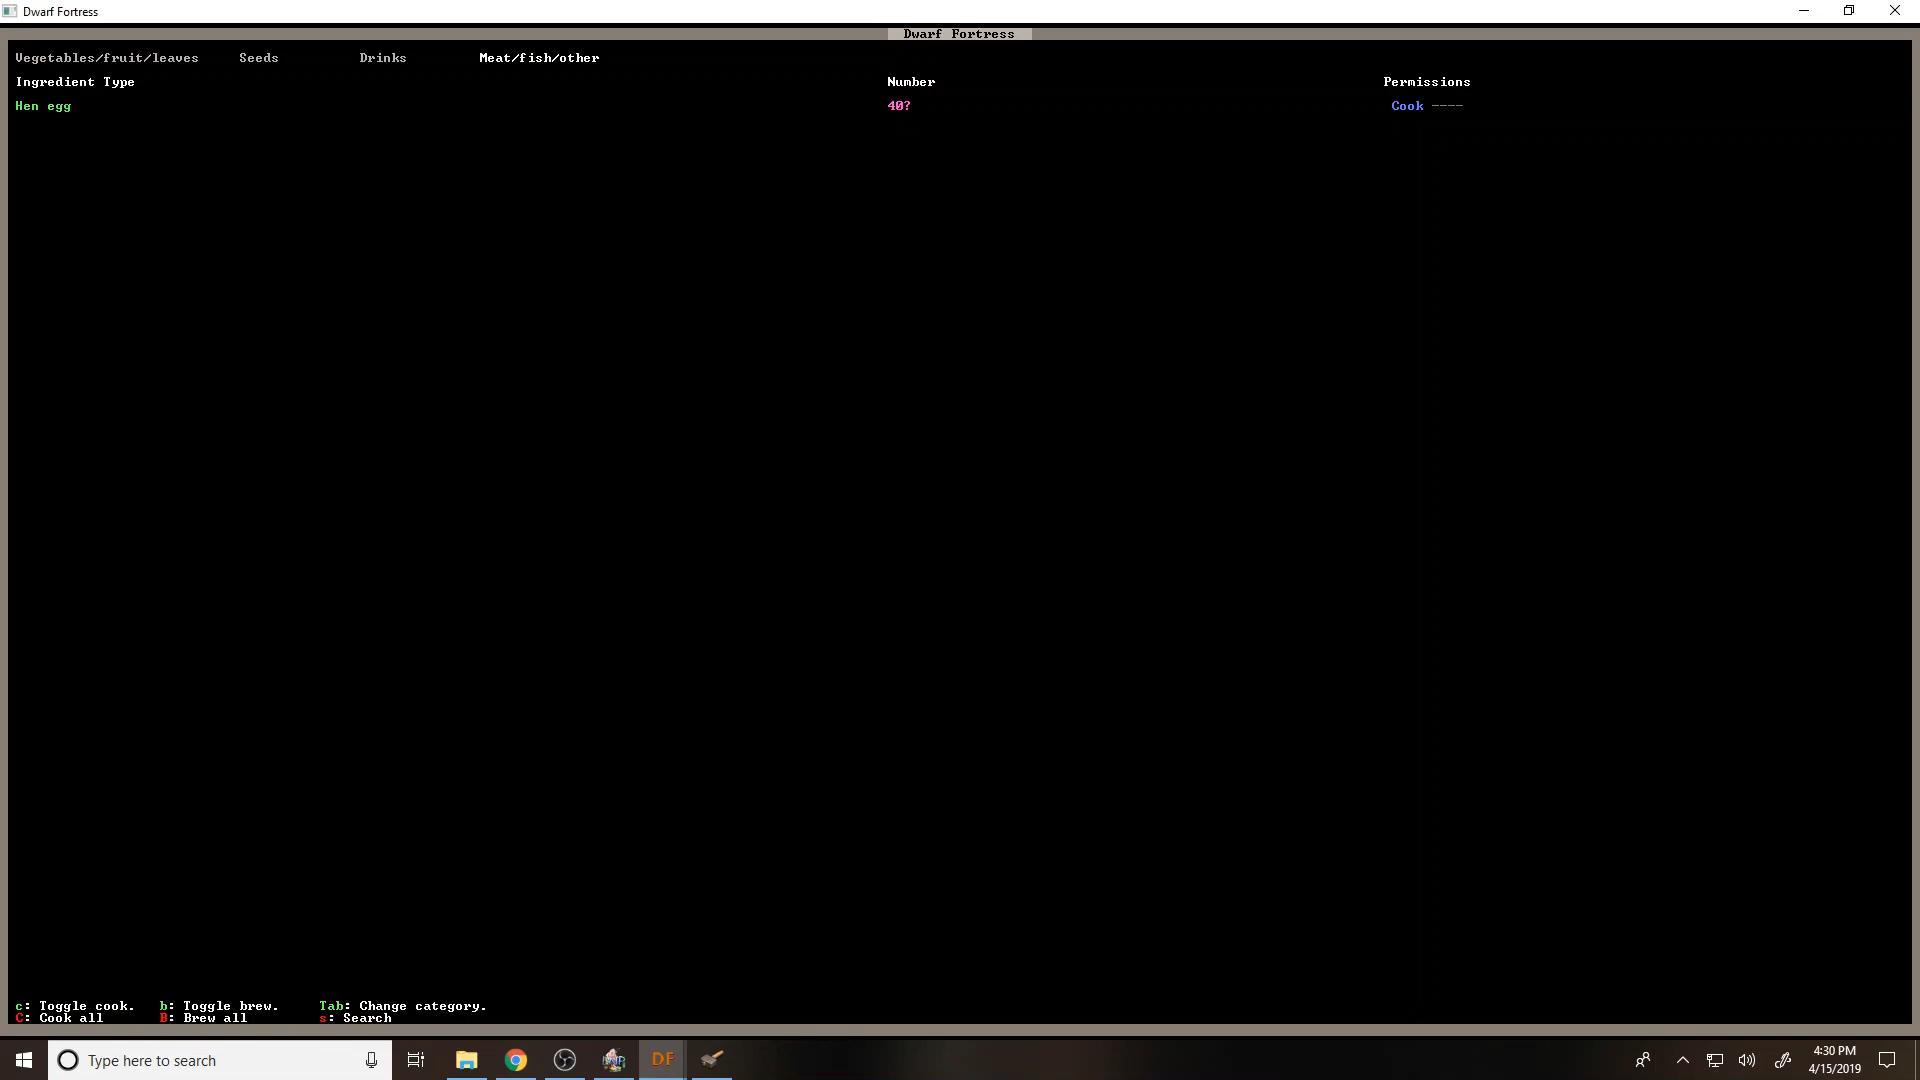 Dwarf Fortress
Dwarf Fortress
Vegetables/fruit/leaves Seeds Drinks Meat/fish/other
Ingredient Type Number Permissions
Hen egg 40? Cook ----
c: Toggle cook. b: Toggle brew. Tab: Change category.
C: Cook all B: Brew all s: Search
Type here to search
DF
4:30 PM
4/15/2019